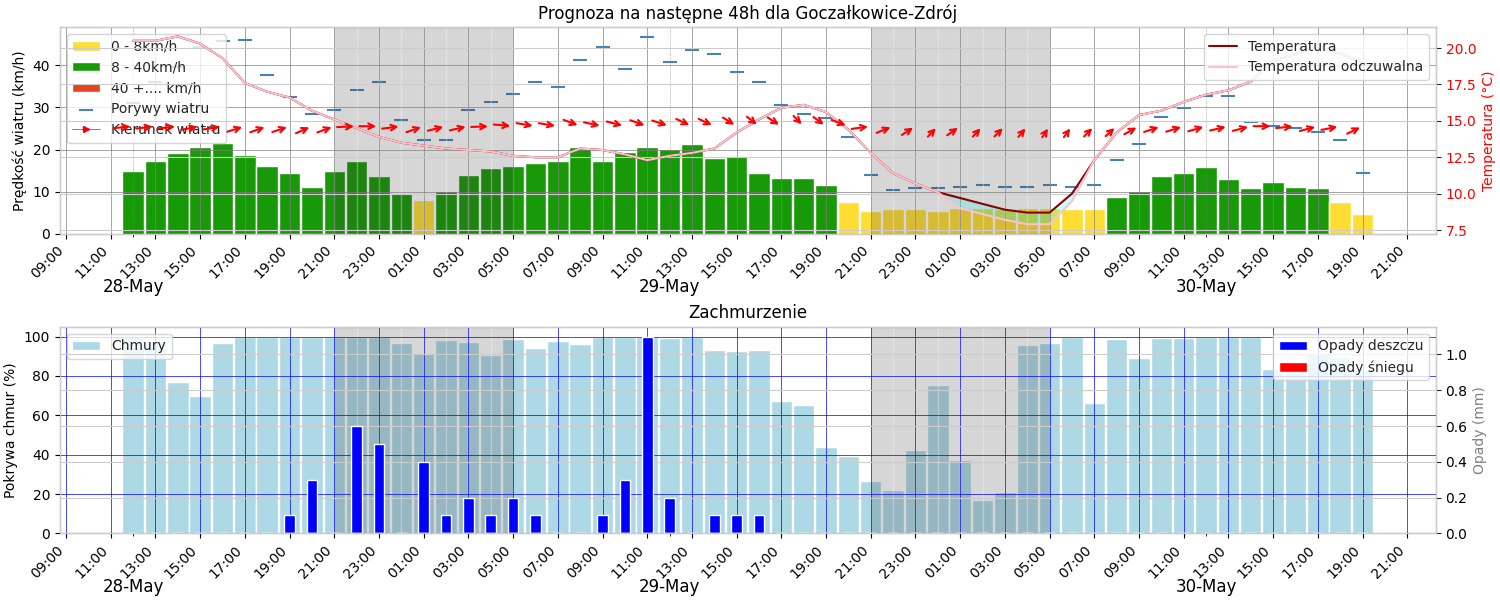 Prognoza na następne 48h dla Goczałkowice-Zdrój
Prędkość wiatru (km/h)
40
30
20
10
0
0 - 8km/h
8 - 40km/h
40 +.... km/h
Porywy wiatru
Kierunek wiatru
Temperatura
Temperatura odczuwalna
20.0
17.5
15.0
12.5
10.0
7.5
Temperatura (°C)
09:00 11:00 13:00 15:00 17:00 19:00 21:00 23:00 01:00 03:00 05:00 07:00 09:00 11:00 13:00 15:00 17:00 19:00 21:00 23:00 01:00 03:00 05:00 07:00 09:00 11:00 13:00 15:00 17:00 19:00 21:00
28-May 29-May 30-May
Zachmurzenie
Pokrywa chmur (%)
100
80
60
40
20
0
Chmury
Opady deszczu
Opady śniegu
1.0
0.8
0.6
0.4
0.2
0.0
Opady (mm)
09:00 11:00 13:00 15:00 17:00 19:00 21:00 23:00 01:00 03:00 05:00 07:00 09:00 11:00 13:00 15:00 17:00 19:00 21:00 23:00 01:00 03:00 05:00 07:00 09:00 11:00 13:00 15:00 17:00 19:00 21:00
28-May 29-May 30-May